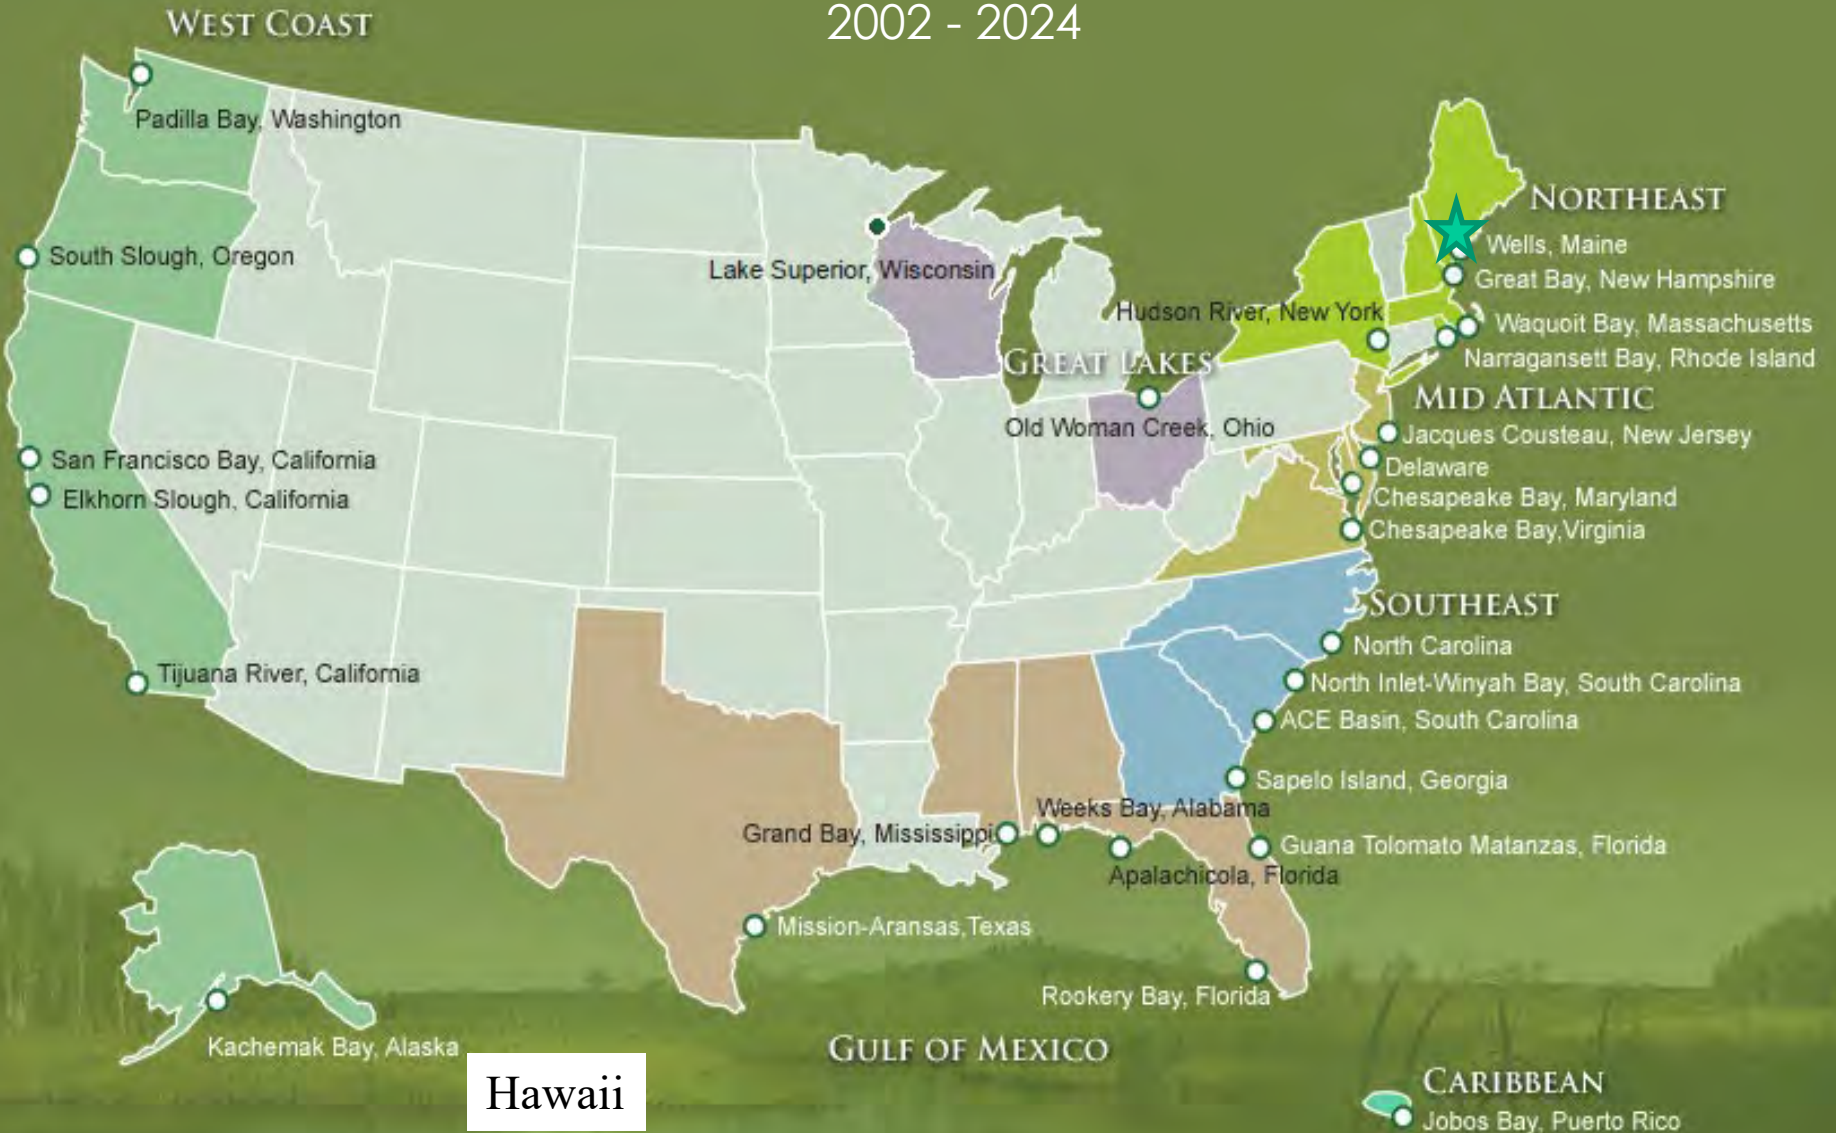 WEST COAST
2002 - 2024
Padilla Bay, Washington
NORTHEAST
South Slough, Oregon
Wells, Maine
Lake Superior, Wisconsin
Great Bay, New Hampshire
Hudson River, New York
Waquoit Bay, Massachusetts
GREAT LAKES
Narragansett Bay, Rhode Island
MID ATLANTIC
Old Woman Creek, Ohio
Jacques Cousteau, New Jersey
San Francisco Bay, California
Delaware
Elkhorn Slough, California
Chesapeake Bay, Maryland
Chesapeake Bay,Virginia
SOUTHEAST
North Carolina
Tijuana River, California
North Inlet-Winyah Bay, South Carolina
ACE Basin, South Carolina
Sapelo Island, Georgia
Weeks Bay, Alabama
Grand Bay, Mississippi
Guana Tolomato Matanzas, Florida
Apalachicola, Florida
Mission-Aransas,Texas
Rookery Bay, Florida
Kachemak Bay, Alaska
GULF OF MEXICO
Hawaii
CARIBBEAN
Jobos Bay, Puerto Rico